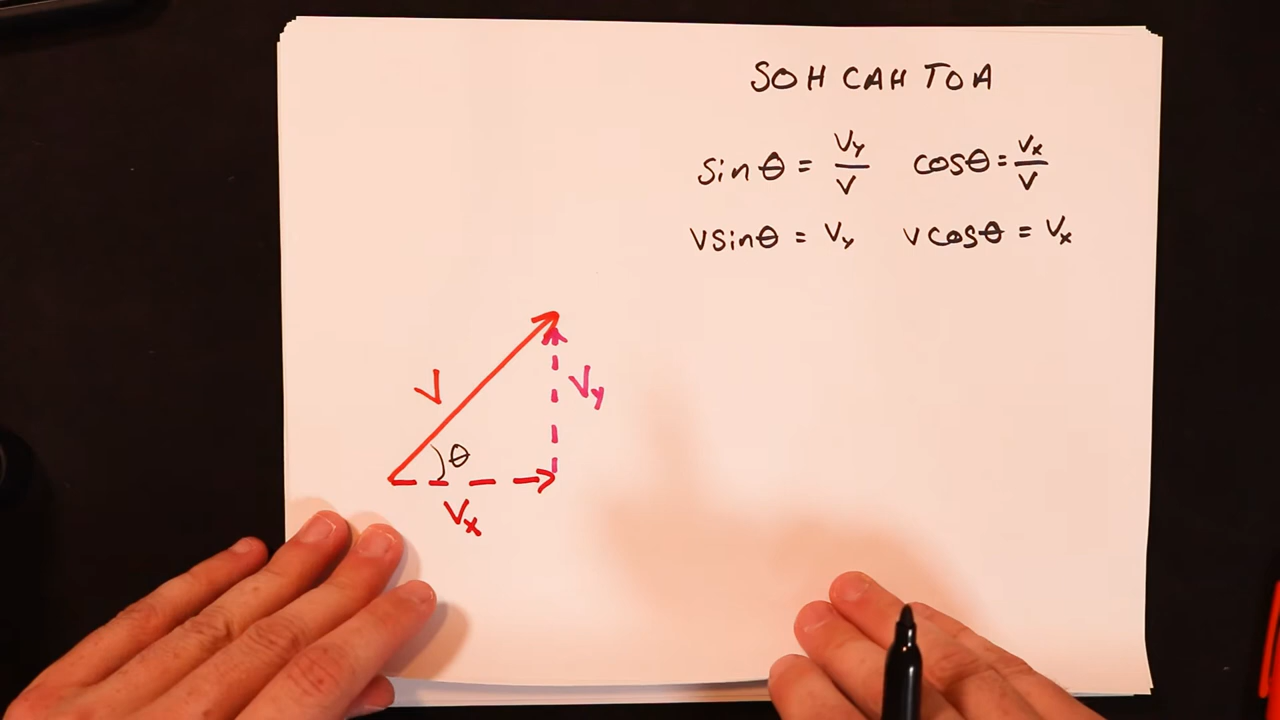 SOH CAH TOA
sinθ = Vy/V cosθ = Vx/V
Vsinθ = Vy Vcosθ = Vx
V
Vy
θ
Vx